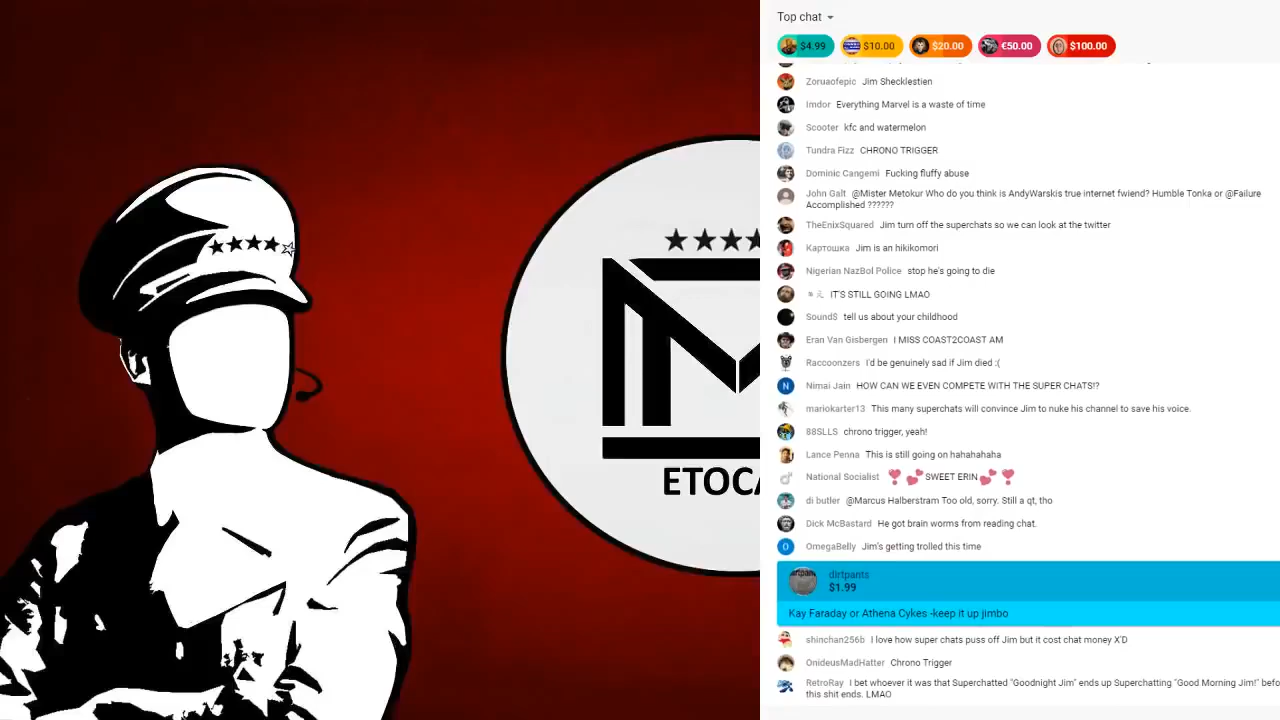 Top chat
$4.99 $10.00 $20.00 €50.00 $100.00
Zoruaofepic Jim Shecklestien
Imdor Everything Marvel is a waste of time
Scooter kfc and watermelon
Tundra Fizz CHRONO TRIGGER
Dominic Cangemi Fucking fluffy abuse
John Galt @Mister Metokur Who do you think is AndyWarskis true internet fwiend? Humble Tonka or @Failure
Accomplished ??????
TheEnixSquared Jim turn off the superchats so we can look at the twitter
Картошка Jim is an hikikomori
Nigerian NazBol Police stop he's going to die
IT'S STILL GOING LMAO
Sound$ tell us about your childhood
Eran Van Gisbergen I MISS COAST2COAST AM
Raccoonzers I'd be genuinely sad if Jim died :(
N Nimai Jain HOW CAN WE EVEN COMPETE WITH THE SUPER CHATS!?
mariokarter13 This many superchats will convince Jim to nuke his channel to save his voice.
88SLLS chrono trigger, yeah!
Lance Penna This is still going on hahahahaha
National Socialist ❣️ 💕 SWEET ERIN 💕 ❣️
di butler @Marcus Halberstram Too old, sorry. Still a qt, tho
Dick McBastard He got brain worms from reading chat.
O OmegaBelly Jim's getting trolled this time
dirtpants
$1.99
Kay Faraday or Athena Cykes -keep it up jimbo
shinchan256b I love how super chats puss off Jim but it cost chat money X'D
OnideusMadHatter Chrono Trigger
RetroRay I bet whoever it was that Superchatted "Goodnight Jim" ends up Superchatting "Good Morning Jim!" befo
this shit ends. LMAO
M
ETOCA